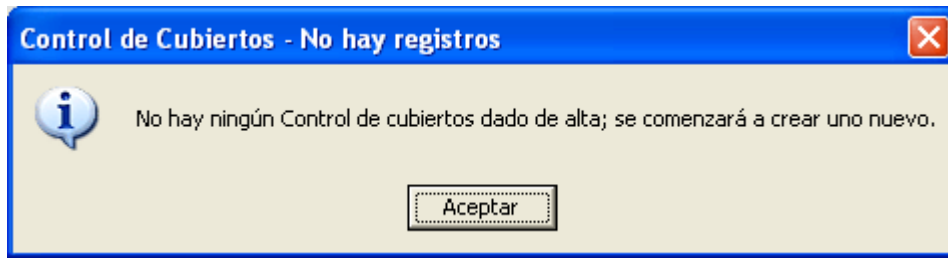 Control de Cubiertos - No hay registros
No hay ningún Control de cubiertos dado de alta; se comenzará a crear uno nuevo.
Aceptar